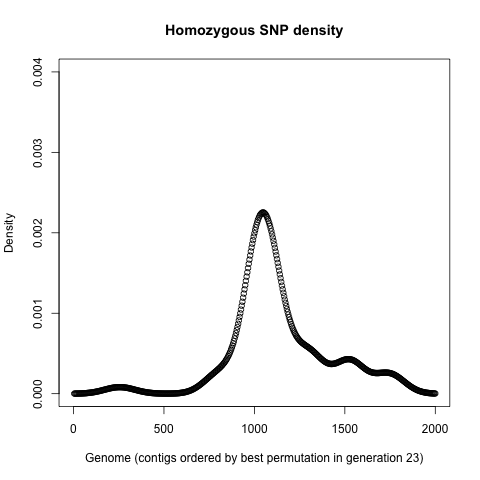 Homozygous SNP density
Density
0.004
0.003
0.002
0.001
0.000
0 500 1000 1500 2000
Genome (contigs ordered by best permutation in generation 23)